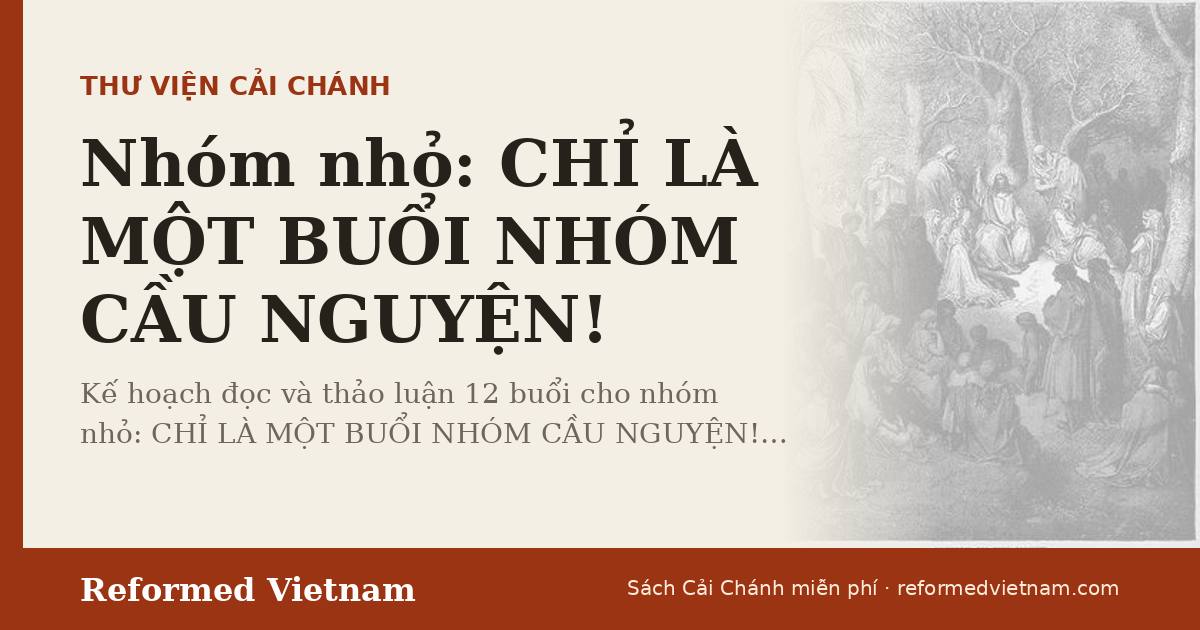 THƯ VIỆN CẢI CHÁNH
Nhóm nhỏ: CHỈ LÀ
MỘT BUỔI NHÓM
CẦU NGUYỆN!
Kế hoạch đọc và thảo luận 12 buổi cho nhóm
nhỏ: CHỈ LÀ MỘT BUỔI NHÓM CẦU NGUYỆN!...
Reformed Vietnam
Sách Cải Chánh miễn phí · reformedvietnam.com